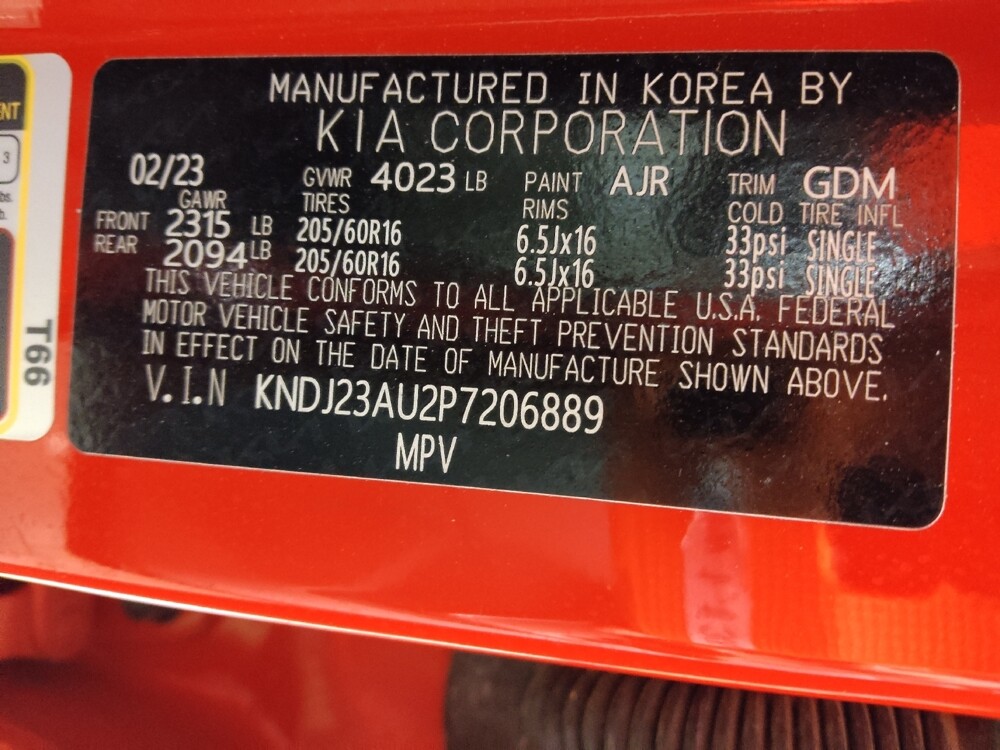 MANUFACTURED IN KOREA BY
KIA CORPORATION
02/23 GVWR 4023 LB PAINT AJR TRIM GDM
GAWR TIRES RIMS COLD TIRE INFL
FRONT 2315 LB 205/60R16 6.5Jx16 33psi SINGLE
REAR 2094 LB 205/60R16 6.5Jx16 33psi SINGLE
THIS VEHICLE CONFORMS TO ALL APPLICABLE U.S.A. FEDERAL
MOTOR VEHICLE SAFETY AND THEFT PREVENTION STANDARDS
IN EFFECT ON THE DATE OF MANUFACTURE SHOWN ABOVE.
V.I.N KNDJ23AU2P7206889
MPV
T66
3